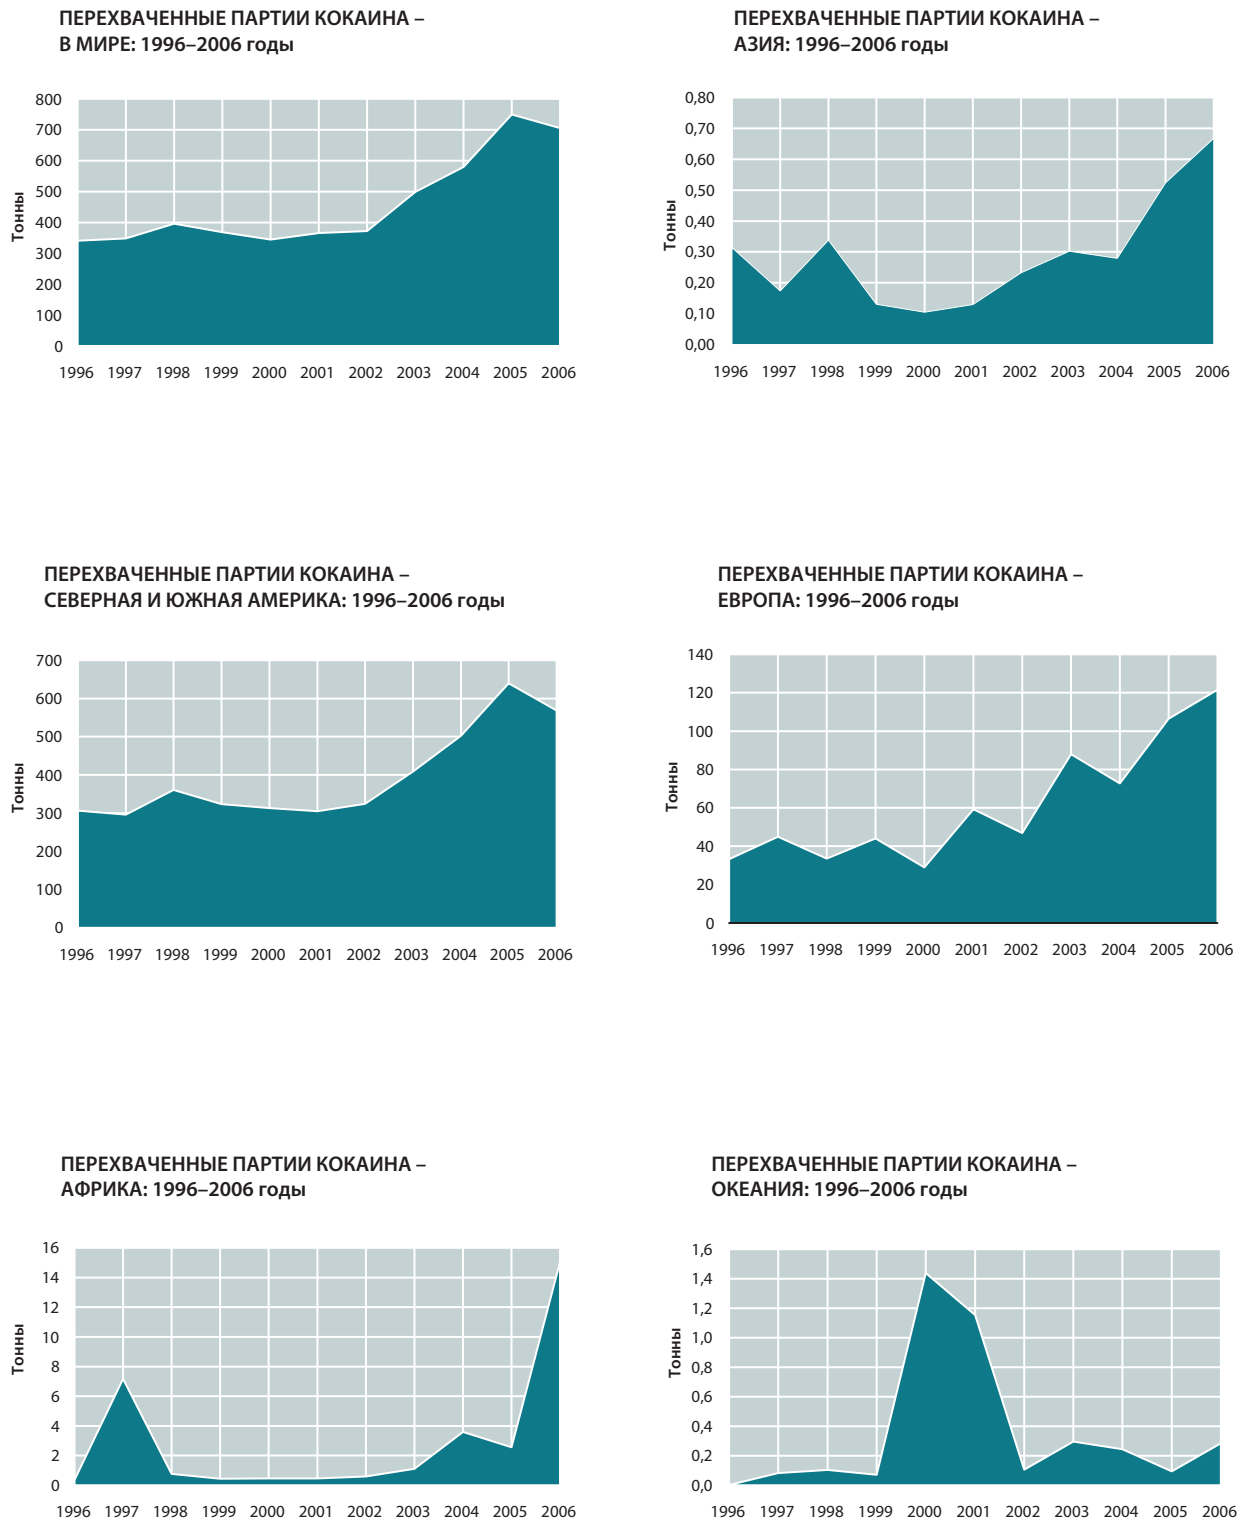 ПЕРЕХВАЧЕННЫЕ ПАРТИИ КОКАИНА –
В МИРЕ: 1996–2006 годы
Тонны
800
700
600
500
400
300
200
100
0
1996 1997 1998 1999 2000 2001 2002 2003 2004 2005 2006
ПЕРЕХВАЧЕННЫЕ ПАРТИИ КОКАИНА –
АЗИЯ: 1996–2006 годы
Тонны
0,80
0,70
0,60
0,50
0,40
0,30
0,20
0,10
0,00
1996 1997 1998 1999 2000 2001 2002 2003 2004 2005 2006
ПЕРЕХВАЧЕННЫЕ ПАРТИИ КОКАИНА –
СЕВЕРНАЯ И ЮЖНАЯ АМЕРИКА: 1996–2006 годы
Тонны
700
600
500
400
300
200
100
0
1996 1997 1998 1999 2000 2001 2002 2003 2004 2005 2006
ПЕРЕХВАЧЕННЫЕ ПАРТИИ КОКАИНА –
ЕВРОПА: 1996–2006 годы
Тонны
140
120
100
80
60
40
20
0
1996 1997 1998 1999 2000 2001 2002 2003 2004 2005 2006
ПЕРЕХВАЧЕННЫЕ ПАРТИИ КОКАИНА –
АФРИКА: 1996–2006 годы
Тонны
16
14
12
10
8
6
4
2
0
1996 1997 1998 1999 2000 2001 2002 2003 2004 2005 2006
ПЕРЕХВАЧЕННЫЕ ПАРТИИ КОКАИНА –
ОКЕАНИЯ: 1996–2006 годы
Тонны
1,6
1,4
1,2
1,0
0,8
0,6
0,4
0,2
0,0
1996 1997 1998 1999 2000 2001 2002 2003 2004 2005 2006